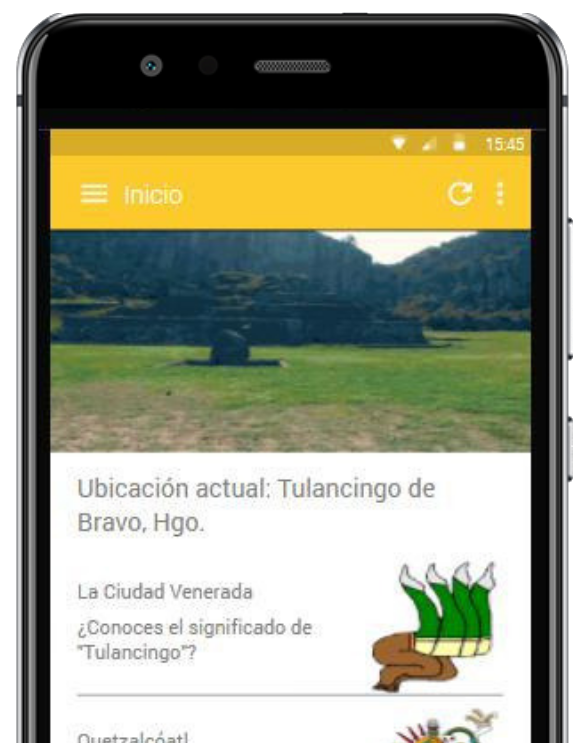 15:45
Inicio
Ubicación actual: Tulancingo de
Bravo, Hgo.
La Ciudad Venerada
¿Conoces el significado de
"Tulancingo"?
Quetzalcóatl